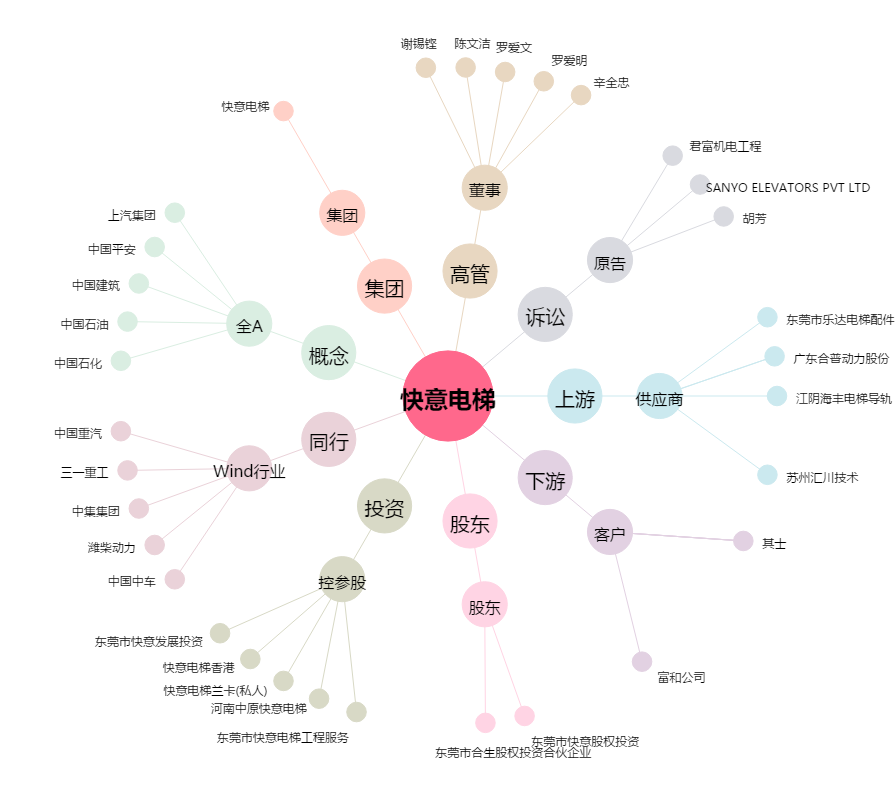 谢锡铿
陈文洁
罗爱文
罗爱明
辛全忠
董事
高管
快意电梯
集团
集团
君富机电工程
SANYO ELEVATORS PVT LTD
胡芳
原告
诉讼
上汽集团
中国平安
中国建筑
中国石油
中国石化
全A
概念
快意电梯
东莞市乐达电梯配件
广东合普动力股份
江阴海丰电梯导轨
苏州汇川技术
供应商
上游
中国重汽
三一重工
中集集团
潍柴动力
中国中车
Wind行业
同行
下游
客户
其士
富和公司
投资
控参股
东莞市快意发展投资
快意电梯香港
快意电梯兰卡(私人)
河南中原快意电梯
东莞市快意电梯工程服务
股东
股东
东莞市快意股权投资
东莞市合生股权投资合伙企业